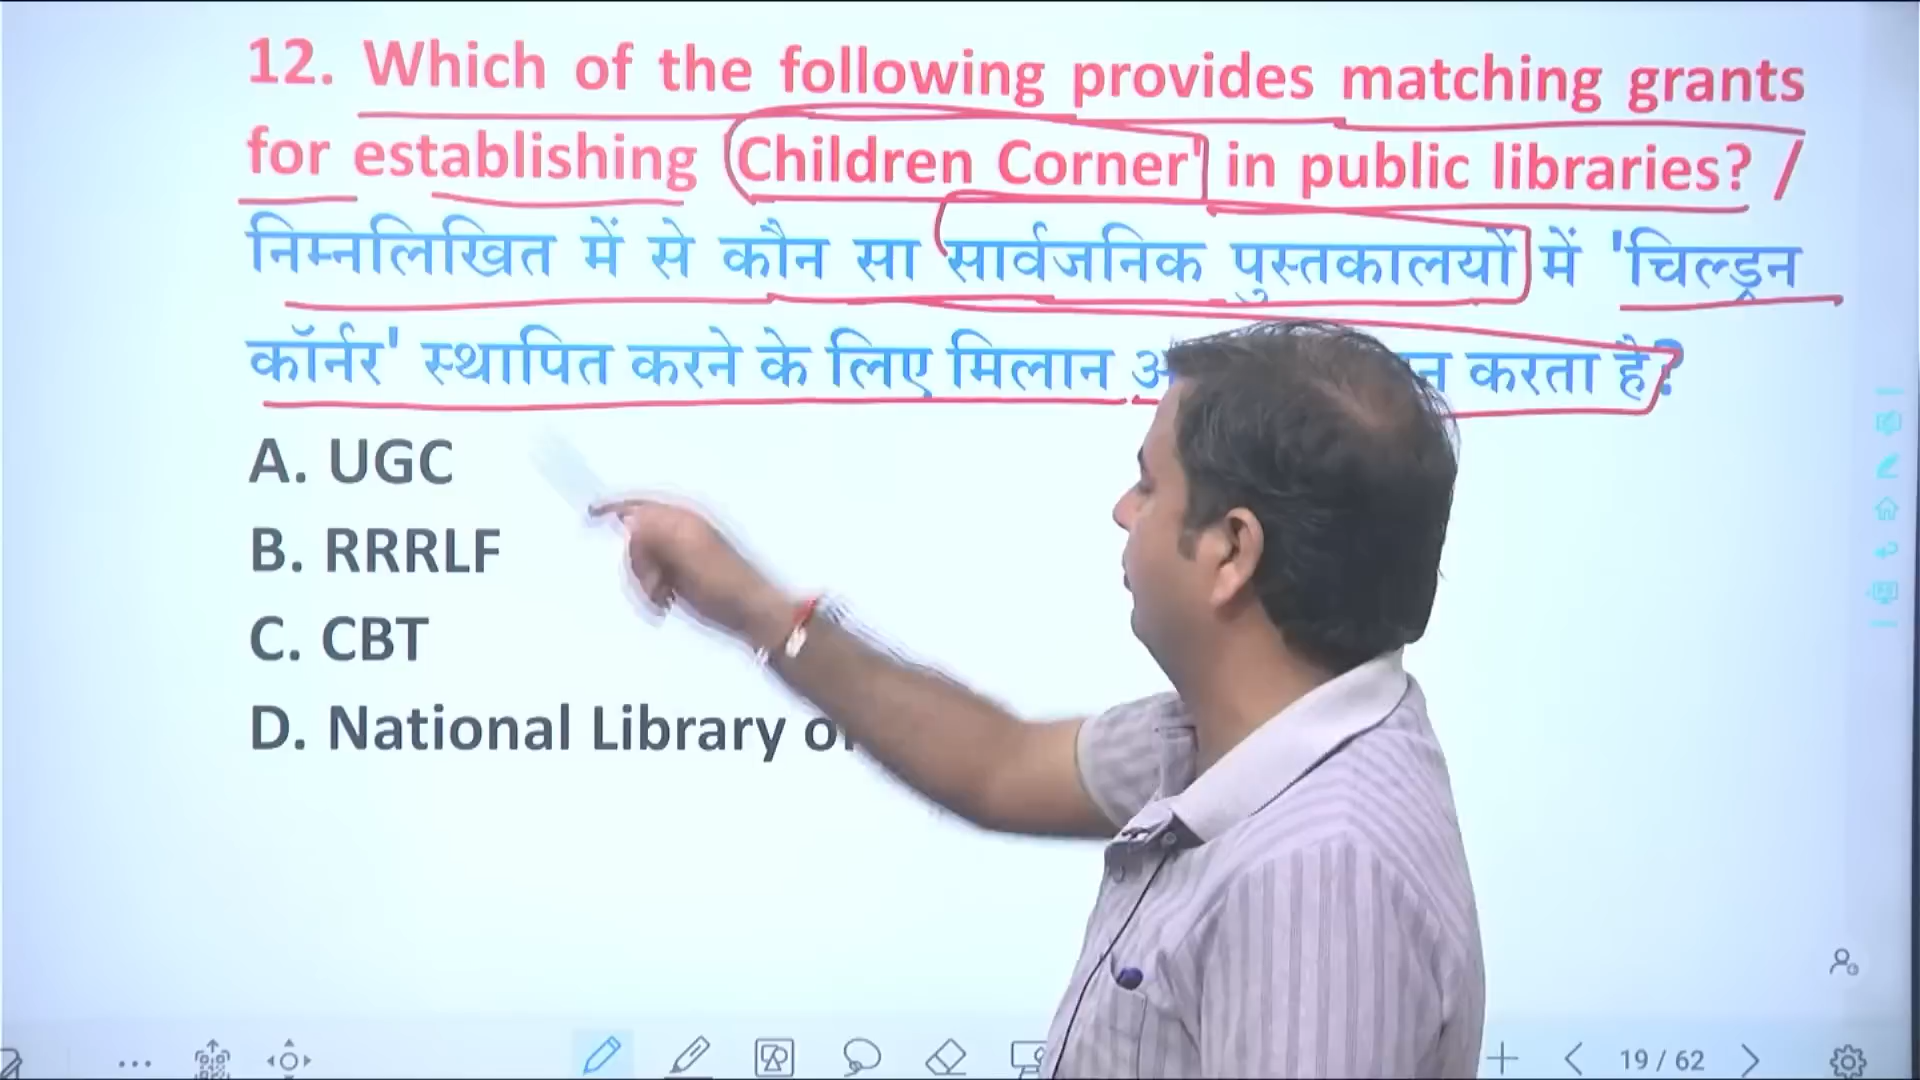 12. Which of the following provides matching grants
for establishing Children Corner' in public libraries? /
निम्नलिखित में से कौन सा सार्वजनिक पुस्तकालयों में 'चिल्ड्रन
कॉर्नर' स्थापित करने के लिए मिलान करता है?
A. UGC
B. RRRLF
C. CBT
D. National Library
19 / 62